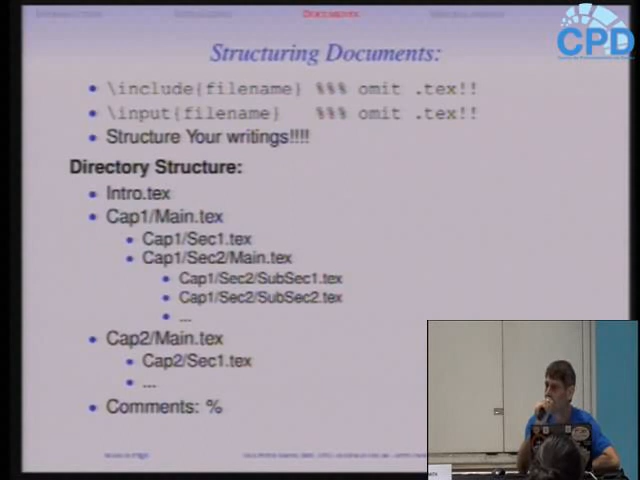 DOCUMENTS
CPD
Structuring Documents:
\include{filename} %%% omit .tex!!
\input{filename} %%% omit .tex!!
Structure Your writings!!!!
Directory Structure:
Intro.tex
Cap1/Main.tex
Cap1/Sec1.tex
Cap1/Sec2/Main.tex
Cap1/Sec2/SubSec1.tex
Cap1/Sec2/SubSec2.tex
...
Cap2/Main.tex
Cap2/Sec1.tex
...
Comments: %